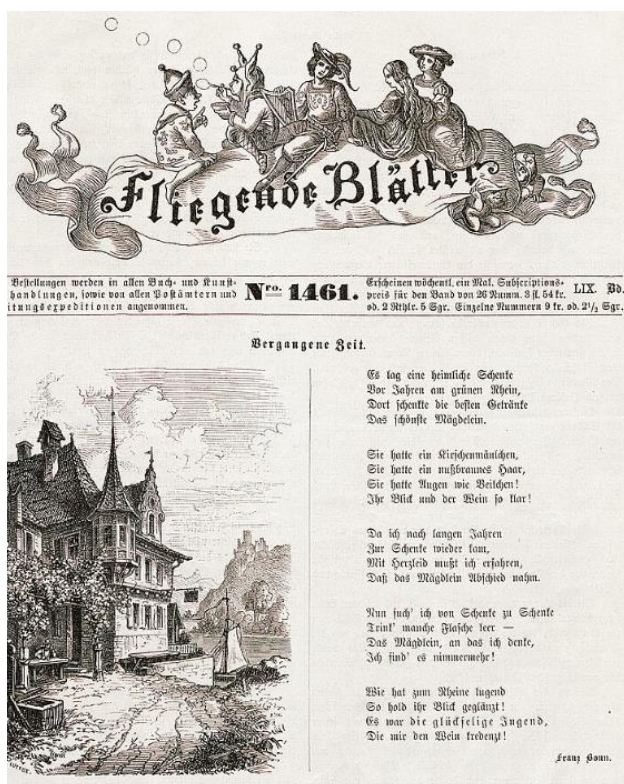 Fliegende Blätter
Bestellungen werden in allen Buch- und Kunst-
handlungen, sowie von allen Postämtern und
itungsexpeditionen angenommen.
Nro. 1461.
Erscheinen wöchentl. ein Mal. Subscriptions-
preis für den Band von 26 Numm. 3 fl. 54 kr.
od. 2 Rthlr. 5 Sgr. Einzelne Nummern 9 kr. od. 2½ Sgr.
LIX. Bd.
Vergangene Zeit.
Es lag eine heimliche Schenke
Vor Jahren am grünen Rhein,
Dort schenkte die besten Getränke
Das schönste Mägdelein.
Sie hatte ein Kirschenmäulchen,
Sie hatte ein nußbraunes Haar,
Sie hatte Augen wie Veilchen!
Ihr Blick und der Wein so klar!
Da ich nach langen Jahren
Zur Schenke wieder kam,
Mit Herzleid mußt ich erfahren,
Daß das Mägdlein Abschied nahm.
Nun such' ich von Schenke zu Schenke
Trink' manche Flasche leer —
Das Mägdlein, an das ich denke,
Ich find' es nimmermehr!
Wie hat zum Rheine lugend
So hold ihr Blick geglänzt!
Es war die glückselige Jugend,
Die mir den Wein kredenzt!
Franz Bonn.